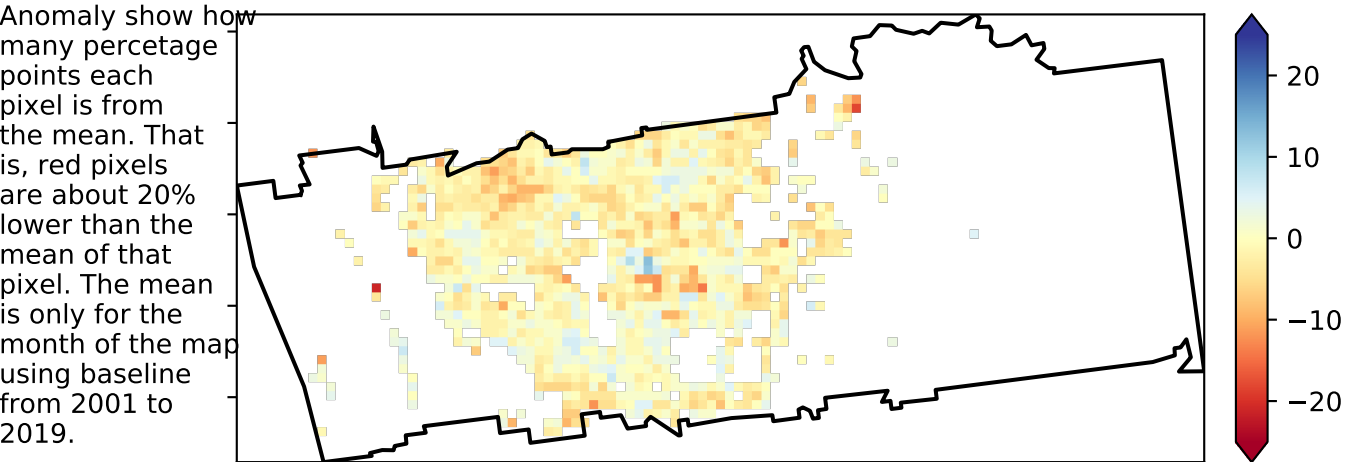 Anomaly show how
many percetage
points each
pixel is from
the mean. That
is, red pixels
are about 20%
lower than the
mean of that
pixel. The mean
is only for the
month of the map
using baseline
from 2001 to
2019.
20
10
0
−10
−20